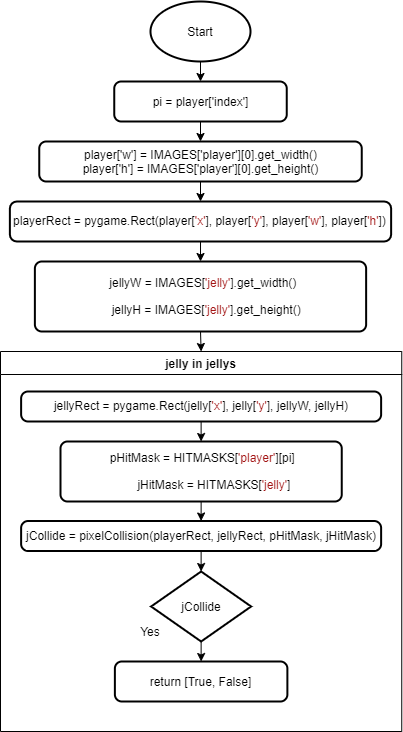 Start
pi = player['index']
player['w'] = IMAGES['player'][0].get_width()
player['h'] = IMAGES['player'][0].get_height()
playerRect = pygame.Rect(player['x'], player['y'], player['w'], player['h'])
jellyW = IMAGES['jelly'].get_width()
jellyH = IMAGES['jelly'].get_height()
jelly in jellys
jellyRect = pygame.Rect(jelly['x'], jelly['y'], jellyW, jellyH)
pHitMask = HITMASKS['player'][pi]
jHitMask = HITMASKS['jelly']
jCollide = pixelCollision(playerRect, jellyRect, pHitMask, jHitMask)
jCollide
Yes
return [True, False]